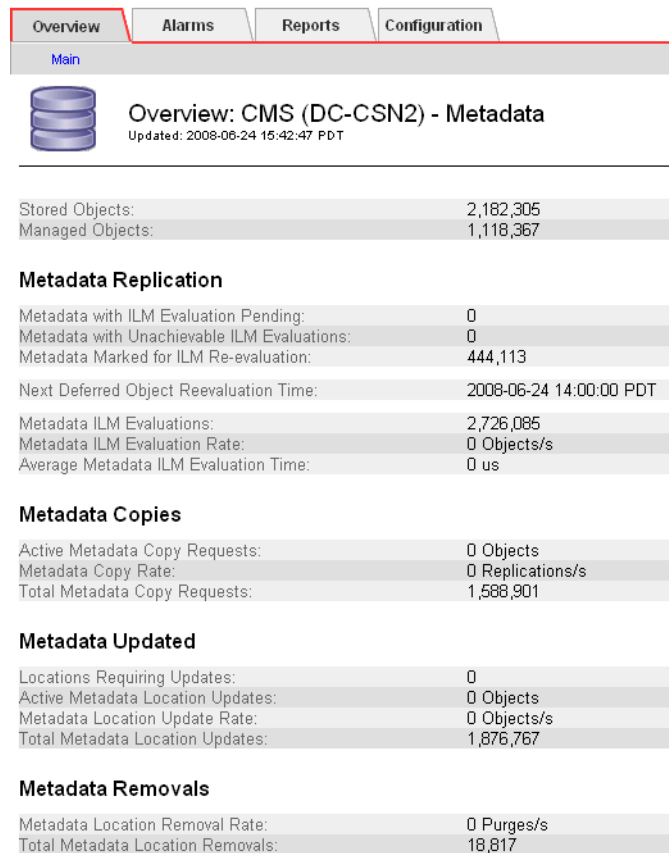 Overview Alarms Reports Configuration
Main
Overview: CMS (DC-CSN2) - Metadata
Updated: 2008-06-24 15:42:47 PDT
Stored Objects: 2,182,305
Managed Objects: 1,118,367
Metadata Replication
Metadata with ILM Evaluation Pending: 0
Metadata with Unachievable ILM Evaluations: 0
Metadata Marked for ILM Re-evaluation: 444,113
Next Deferred Object Reevaluation Time: 2008-06-24 14:00:00 PDT
Metadata ILM Evaluations: 2,726,085
Metadata ILM Evaluation Rate: 0 Objects/s
Average Metadata ILM Evaluation Time: 0 us
Metadata Copies
Active Metadata Copy Requests: 0 Objects
Metadata Copy Rate: 0 Replications/s
Total Metadata Copy Requests: 1,588,901
Metadata Updated
Locations Requiring Updates: 0
Active Metadata Location Updates: 0 Objects
Metadata Location Update Rate: 0 Objects/s
Total Metadata Location Updates: 1,876,767
Metadata Removals
Metadata Location Removal Rate: 0 Purges/s
Total Metadata Location Removals: 18,817